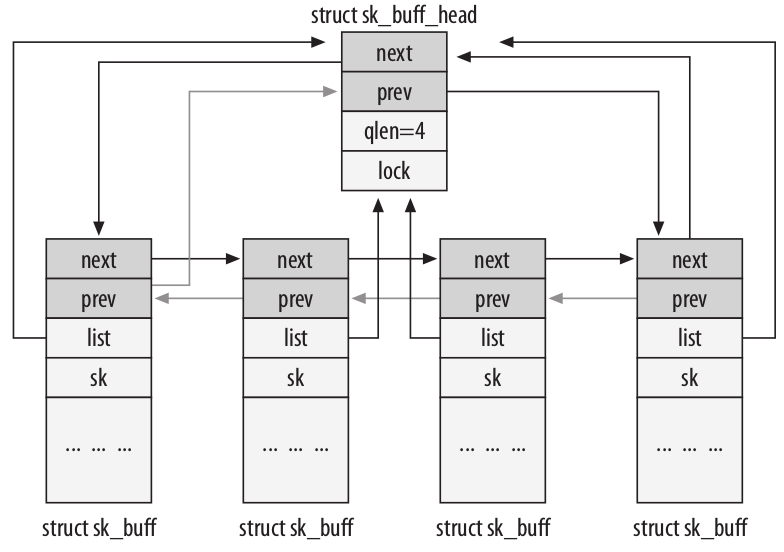 struct sk_buff_head
next
prev
qlen=4
lock
next next next next
prev prev prev prev
list list list list
sk sk sk sk
... ... ... ... ... ... ... ... ... ... ... ...
struct sk_buff struct sk_buff struct sk_buff struct sk_buff